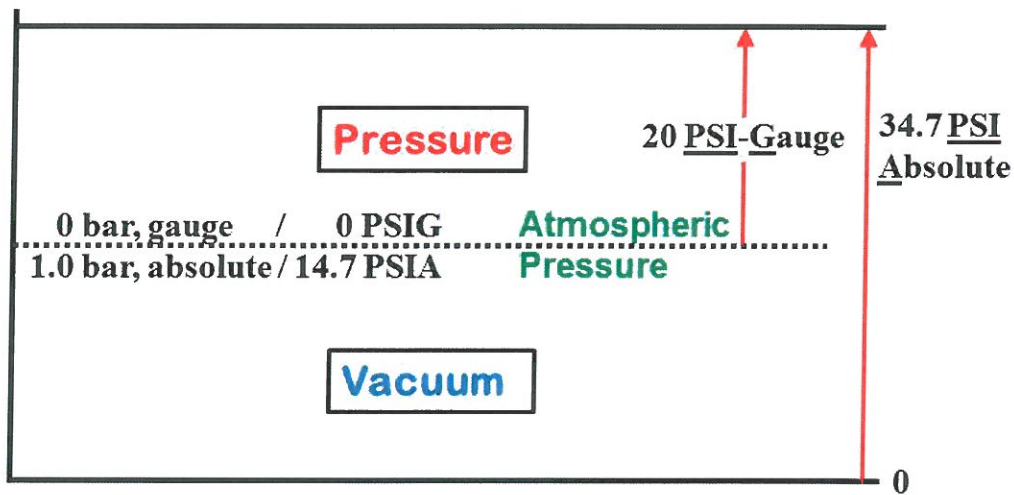 Pressure
20 PSI-Gauge
34.7 PSI
Absolute
0 bar, gauge / 0 PSIG
Atmospheric
1.0 bar, absolute / 14.7 PSIA
Pressure
Vacuum
0